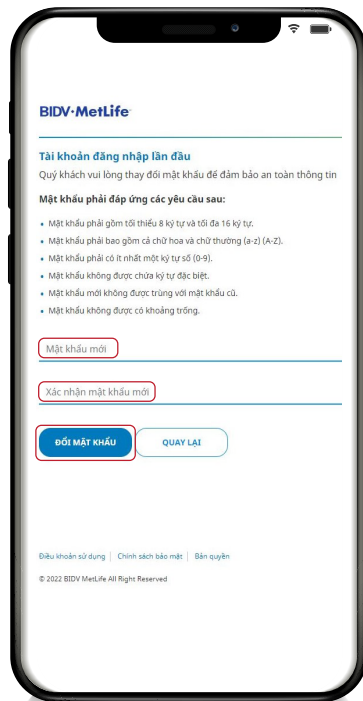 BIDV·MetLife
Tài khoản đăng nhập lần đầu
Quý khách vui lòng thay đổi mật khẩu để đảm bảo an toàn thông tin
Mật khẩu phải đáp ứng các yêu cầu sau:
• Mật khẩu phải gồm tối thiểu 8 ký tự và tối đa 16 ký tự.
• Mật khẩu phải bao gồm cả chữ hoa và chữ thường (a-z) (A-Z).
• Mật khẩu phải có ít nhất một ký tự số (0-9).
• Mật khẩu không được chứa ký tự đặc biệt.
• Mật khẩu mới không được trùng với mật khẩu cũ.
• Mật khẩu không được có khoảng trống.
Mật khẩu mới
Xác nhận mật khẩu mới
ĐỔI MẬT KHẨU QUAY LẠI
Điều khoản sử dụng | Chính sách bảo mật | Bản quyền
© 2022 BIDV MetLife All Right Reserved